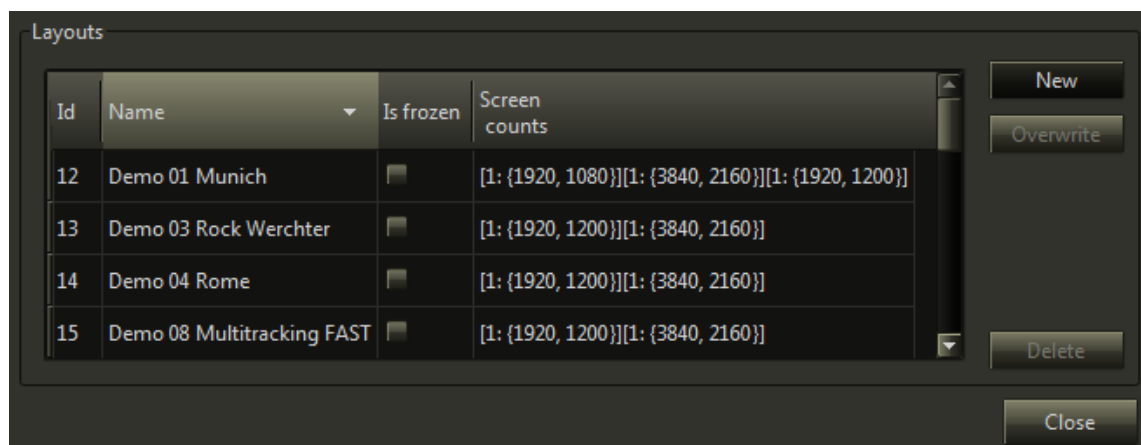 Layouts
Id Name Is frozen Screen
counts
12 Demo 01 Munich [1: {1920, 1080}][1: {3840, 2160}][1: {1920, 1200}]
13 Demo 03 Rock Werchter [1: {1920, 1200}][1: {3840, 2160}]
14 Demo 04 Rome [1: {1920, 1200}][1: {3840, 2160}]
15 Demo 08 Multitracking FAST [1: {1920, 1200}][1: {3840, 2160}]
New
Overwrite
Delete
Close